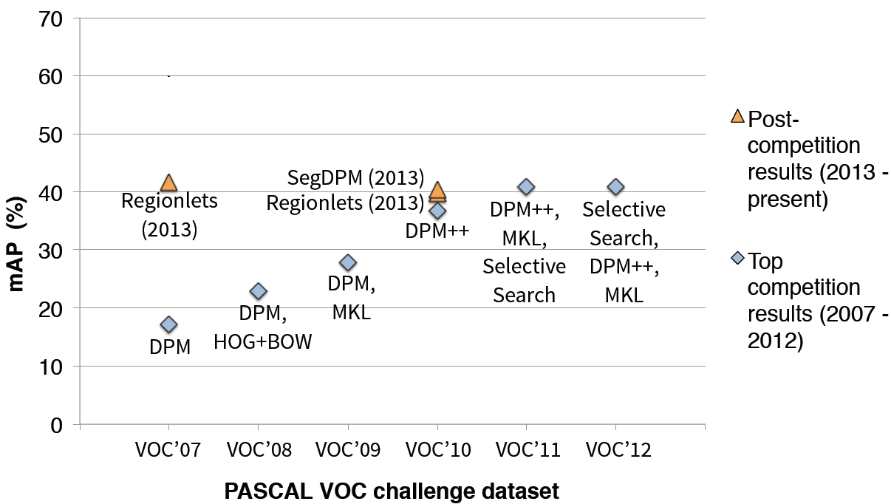 70
60
50
40
30
20
10
0
mAP (%)
Regionlets
(2013)
DPM
DPM,
HOG+BOW
DPM,
MKL
SegDPM (2013)
Regionlets (2013)
DPM++
DPM++,
MKL,
Selective
Search
Selective
Search,
DPM++,
MKL
VOC’07
VOC’08
VOC’09
VOC’10
VOC’11
VOC’12
PASCAL VOC challenge dataset
Post-
competition
results (2013 -
present)
Top
competition
results (2007 -
2012)